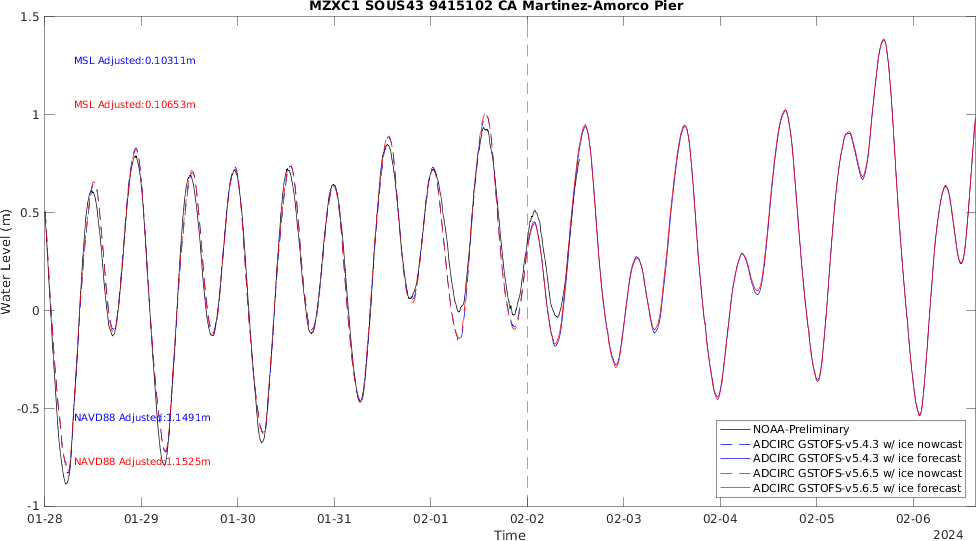 MZXC1 SOUS43 9415102 CA Martinez-Amorco Pier
1.5
MSL Adjusted:0.10311m
MSL Adjusted:0.10653m
1
0.5
Water Level (m)
0
-0.5
NAVD88 Adjusted:1.1491m
NAVD88 Adjusted:1.1525m
-1
NOAA-Preliminary
ADCIRC GSTOFS-v5.4.3 w/ ice nowcast
ADCIRC GSTOFS-v5.4.3 w/ ice forecast
ADCIRC GSTOFS-v5.6.5 w/ ice nowcast
ADCIRC GSTOFS-v5.6.5 w/ ice forecast
01-28 01-29 01-30 01-31 02-01 02-02 02-03 02-04 02-05 02-06
Time
2024